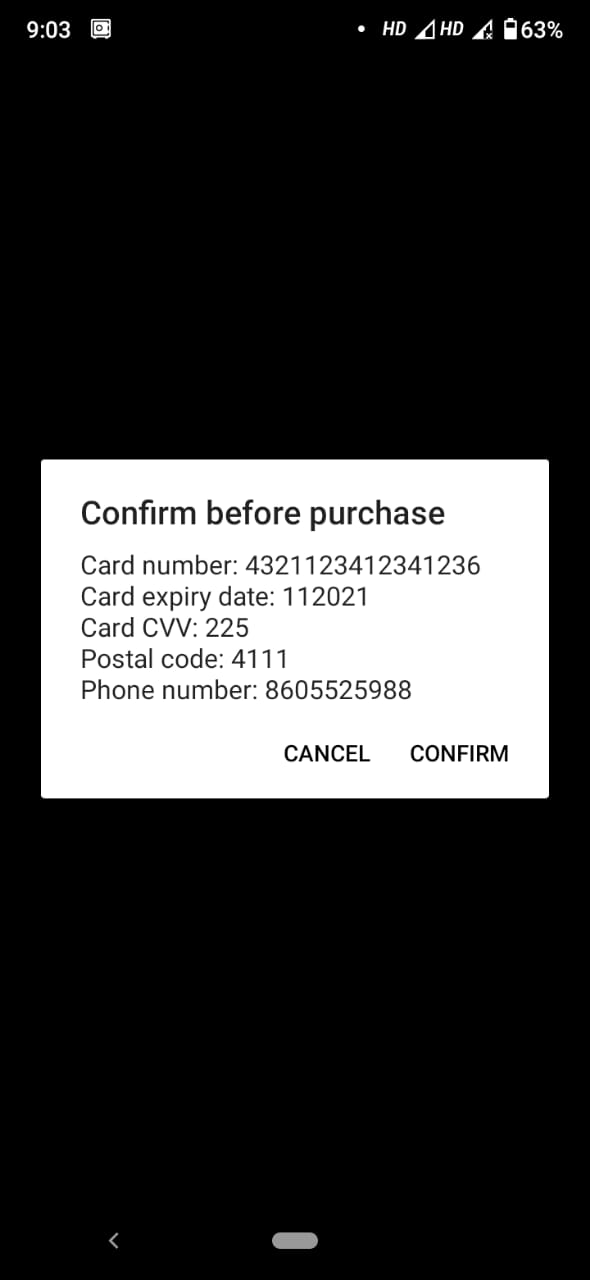 9:03 HD HD 63%
Confirm before purchase
Card number: 4321123412341236
Card expiry date: 112021
Card CVV: 225
Postal code: 4111
Phone number: 8605525988
CANCEL CONFIRM